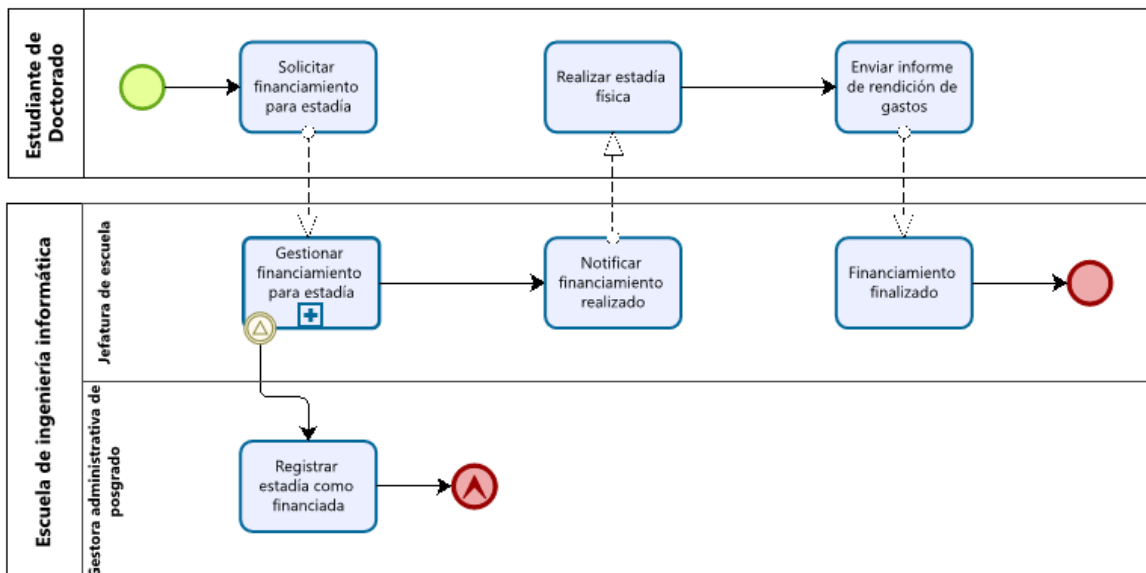 Estudiante de
Doctorado
Solicitar
financiamiento
para estadía
Realizar estadía
física
Enviar informe
de rendición de
gastos
Escuela de ingeniería informática
Jefatura de escuela
Gestionar
financiamiento
para estadía
Notificar
financiamiento
realizado
Financiamiento
finalizado
Gestora administrativa de
posgrado
Registrar
estadía como
financiada